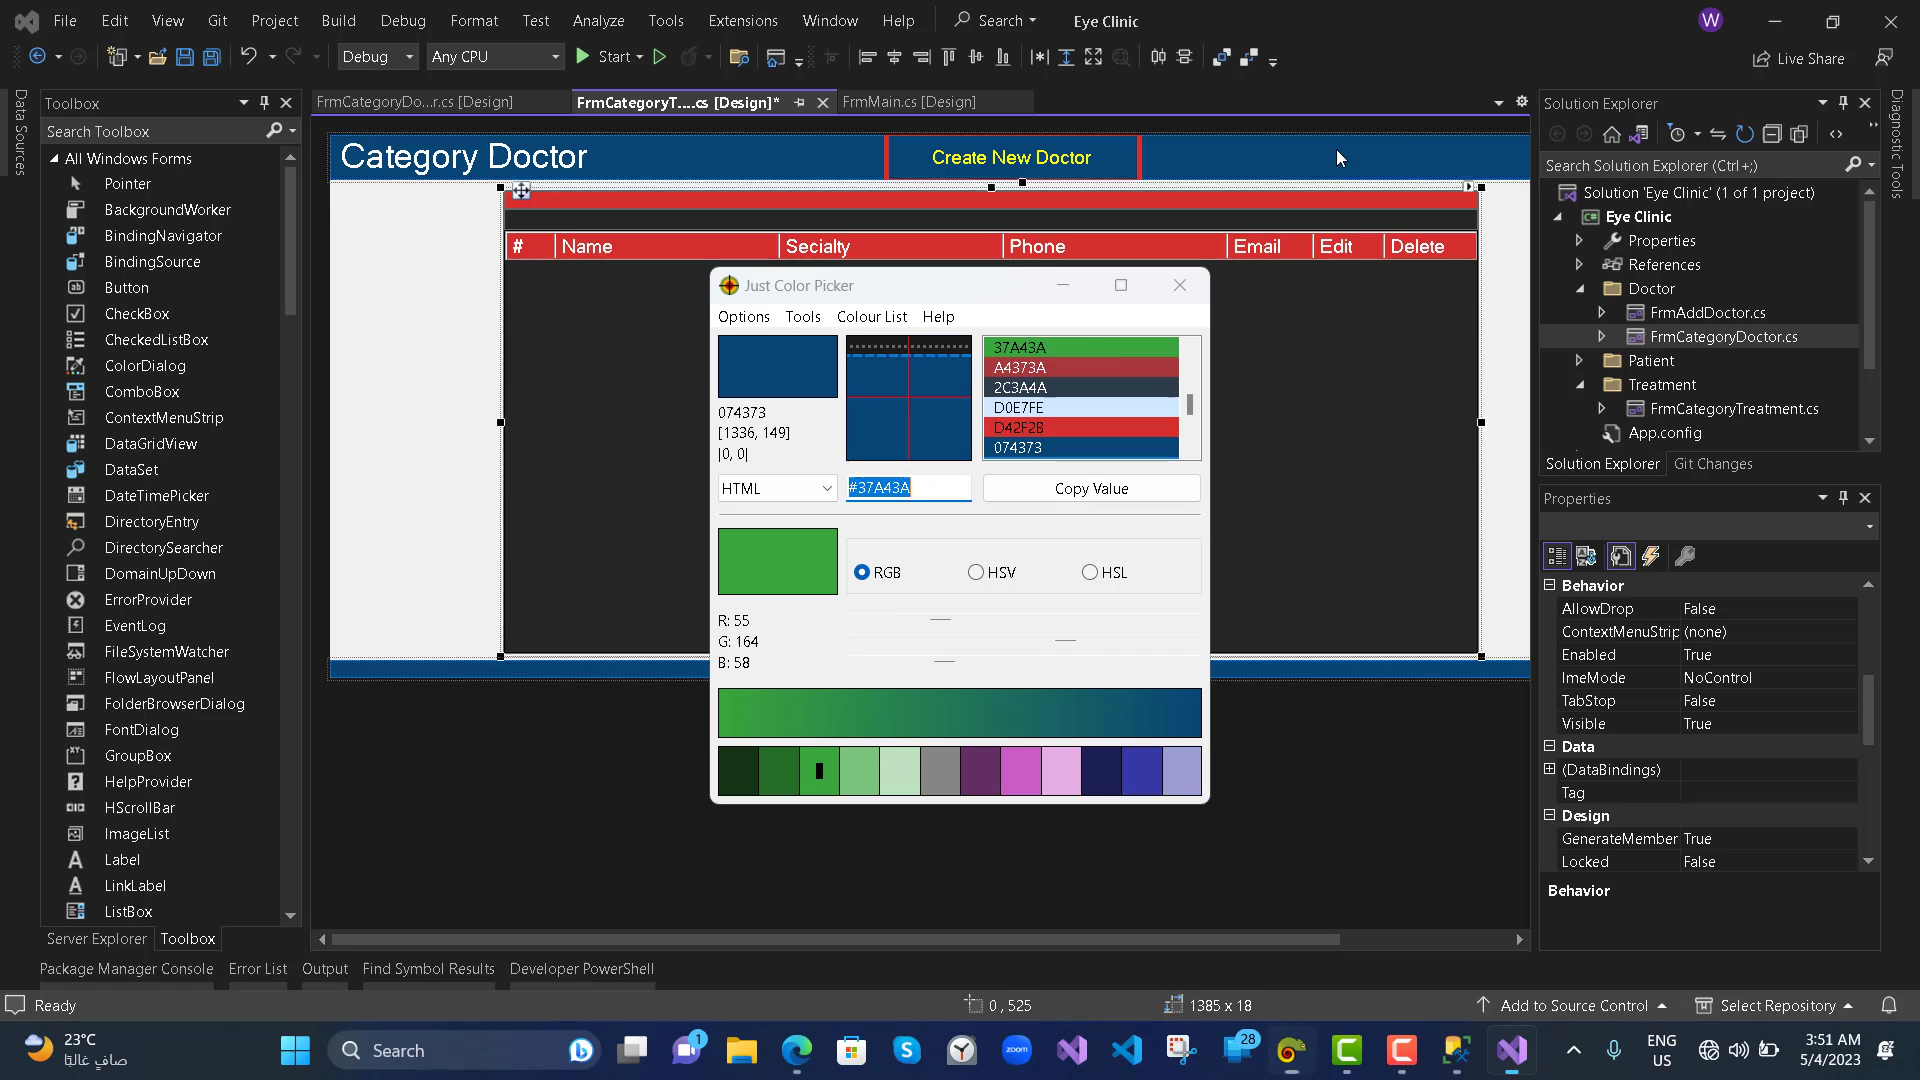 File Edit View Git Project Build Debug Format Test Analyze Tools Extensions Window Help Search Eye Clinic W
Debug Any CPU Start Live Share
Data Sources
Toolbox
Search Toolbox
All Windows Forms
Pointer
BackgroundWorker
BindingNavigator
BindingSource
Button
CheckBox
CheckedListBox
ColorDialog
ComboBox
ContextMenuStrip
DataGridView
DataSet
DateTimePicker
DirectoryEntry
DirectorySearcher
DomainUpDown
ErrorProvider
EventLog
FileSystemWatcher
FlowLayoutPanel
FolderBrowserDialog
FontDialog
GroupBox
HelpProvider
HScrollBar
ImageList
Label
LinkLabel
ListBox
Server Explorer Toolbox
FrmCategoryDo...r.cs [Design] FrmCategoryT....cs [Design]* FrmMain.cs [Design]
Category Doctor Create New Doctor
# Name Secialty Phone Email Edit Delete
Just Color Picker
Options Tools Colour List Help
37A43A
A4373A
2C3A4A
D0E7FE
D42F2B
074373
074373
[1336, 149]
|0, 0|
HTML #37A43A Copy Value
RGB HSV HSL
R: 55
G: 164
B: 58
Solution Explorer
Search Solution Explorer (Ctrl+;)
Solution 'Eye Clinic' (1 of 1 project)
Eye Clinic
Properties
References
Doctor
FrmAddDoctor.cs
FrmCategoryDoctor.cs
Patient
Treatment
FrmCategoryTreatment.cs
App.config
Solution Explorer Git Changes
Diagnostic Tools
Properties
Behavior
AllowDrop False
ContextMenuStrip (none)
Enabled True
ImeMode NoControl
TabStop False
Visible True
Data
(DataBindings)
Tag
Design
GenerateMember True
Locked False
Behavior
Package Manager Console Error List Output Find Symbol Results Developer PowerShell
Ready 0 , 525 1385 x 18 Add to Source Control Select Repository
23°C
صافٍ غالبًا
Search 1 zoom 28
ENG
US
3:51 AM
5/4/2023